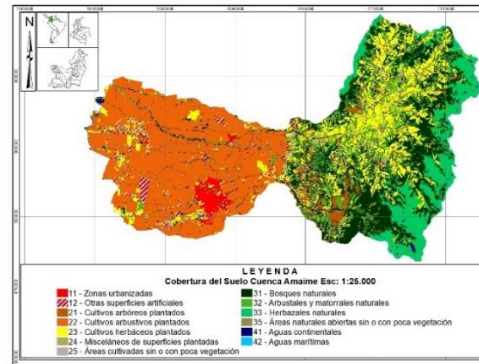 N
LEYENDA
Cobertura del Suelo Cuenca Amaime Esc: 1:25.000
11 - Zonas urbanizadas
12 - Otras superficies artificiales
21 - Cultivos arbóreos plantados
22 - Cultivos arbustivos plantados
23 - Cultivos herbáceos plantados
24 - Misceláneos de superficies plantadas
25 - Áreas cultivadas sin o con poca vegetación
31 - Bosques naturales
32 - Arbustales y matorrales naturales
33 - Herbazales naturales
35 - Áreas naturales abiertas sin o con poca vegetación
41 - Aguas continentales
42 - Aguas marítimas